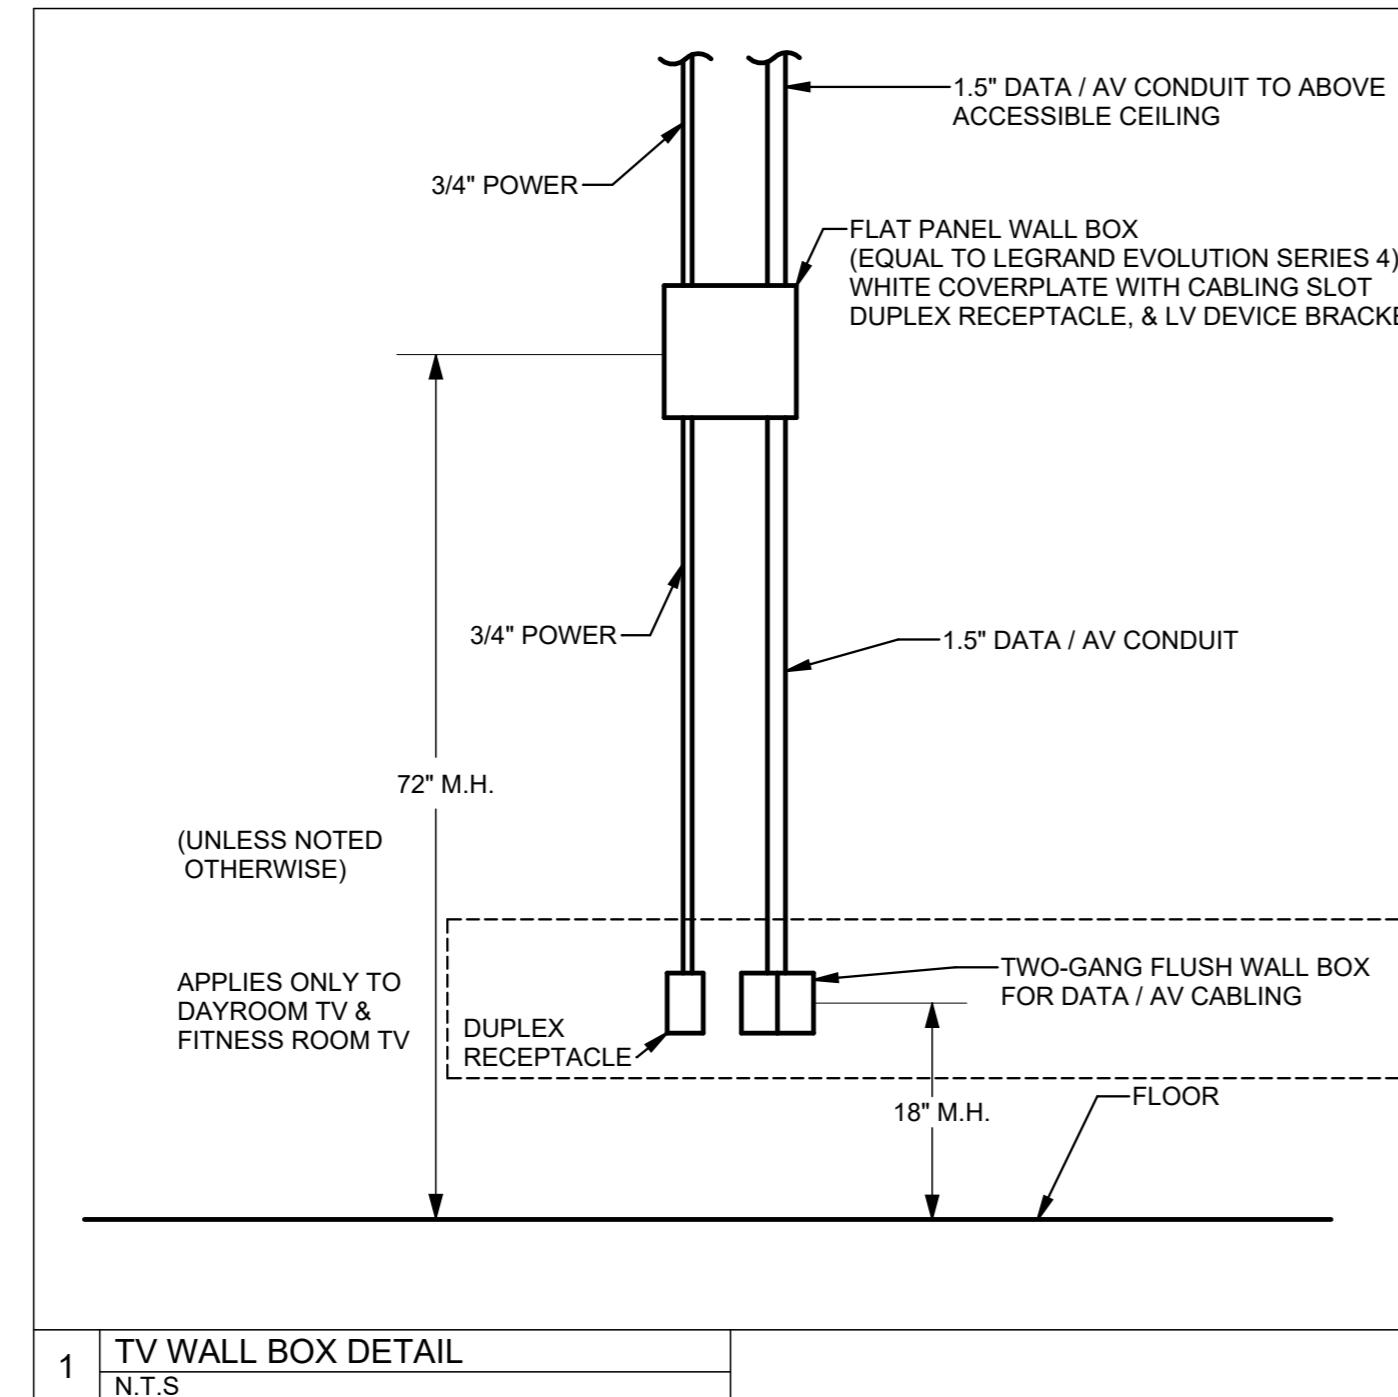 1.5" DATA / AV CONDUIT TO ABOVE
ACCESSIBLE CEILING
3/4" POWER
FLAT PANEL WALL BOX
(EQUAL TO LEGRAND EVOLUTION SERIES 4)
WHITE COVERPLATE WITH CABLING SLOT
DUPLEX RECEPTACLE, & LV DEVICE
3/4" POWER
1.5" DATA / AV CONDUIT
72" M.H.
(UNLESS NOTED
OTHERWISE)
APPLIES ONLY TO
DAYROOM TV &
FITNESS ROOM TV
DUPLEX
RECEPTACLE
TWO-GANG FLUSH WALL BOX
FOR DATA / AV CABLING
18" M.H.
FLOOR
1
TV WALL BOX DETAIL
N.T.S